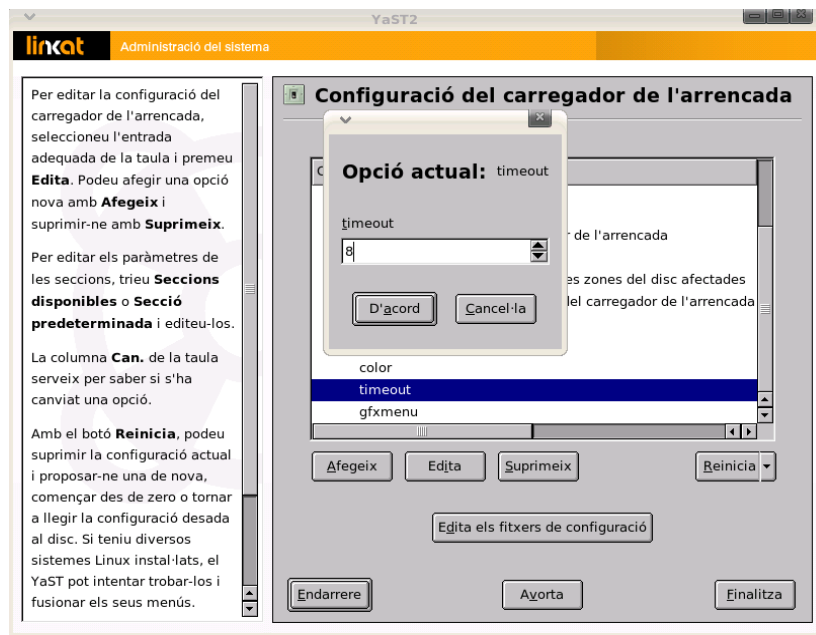 YaST2
linkat
Administració del sistema
Per editar la configuració del
carregador de l'arrencada,
seleccioneu l'entrada
adequada de la taula i premeu
Edita. Podeu afegir una opció
nova amb Afegeix i
suprimir-ne amb Suprimeix.
Per editar els paràmetres de
les seccions, trieu Seccions
disponibles o Secció
predeterminada i editeu-los.
La columna Can. de la taula
serveix per saber si s'ha
canviat una opció.
Amb el botó Reinicia, podeu
suprimir la configuració actual
i proposar-ne una de nova,
començar des de zero o tornar
a llegir la configuració desada
al disc. Si teniu diversos
sistemes Linux instal·lats, el
YaST pot intentar trobar-los i
fusionar els seus menús.
Configuració del carregador de l'arrencada
Opció actual: timeout
timeout
8
D'acord
Cancel·la
de l'arrencada
es zones del disc afectades
del carregador de l'arrencada
color
timeout
gfxmenu
Afegeix
Edita
Suprimeix
Reinicia
Edita els fitxers de configuració
Endarrere
Avorta
Finalitza